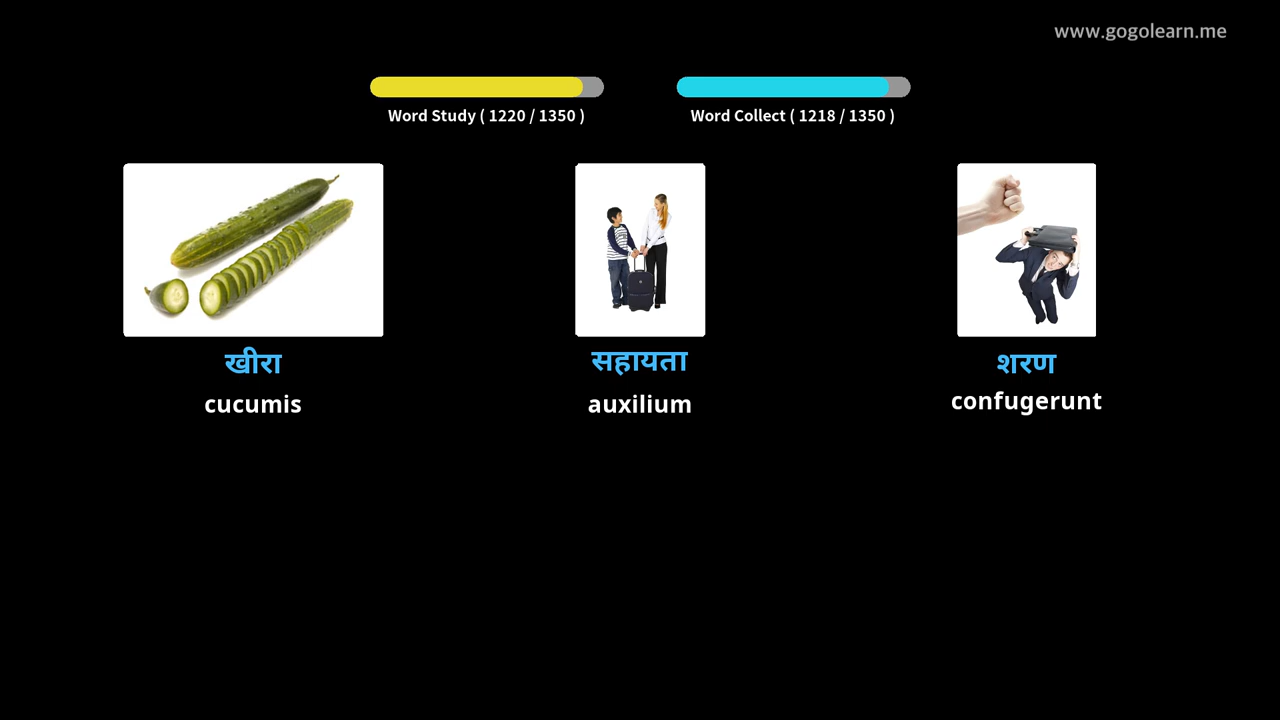 www.gogolearn.me
Word Study ( 1220 / 1350 )
Word Collect ( 1218 / 1350 )
खीरा
सहायता
शरण
cucumis
auxilium
confugerunt